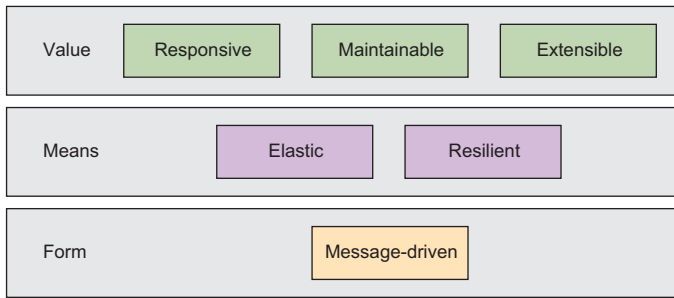 Value Responsive Maintainable Extensible
Means Elastic Resilient
Form Message-driven